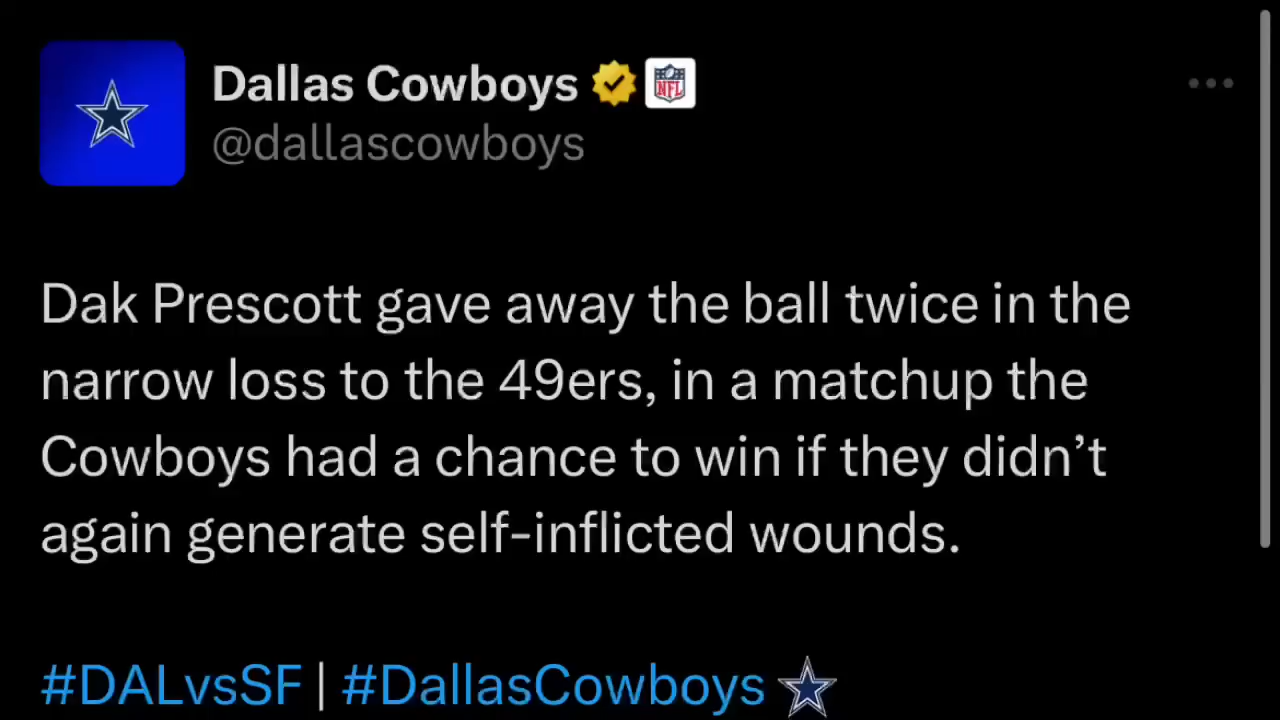 Dallas Cowboys NFL
@dallascowboys
Dak Prescott gave away the ball twice in the
narrow loss to the 49ers, in a matchup the
Cowboys had a chance to win if they didn’t
again generate self-inflicted wounds.
#DALvsSF | #DallasCowboys